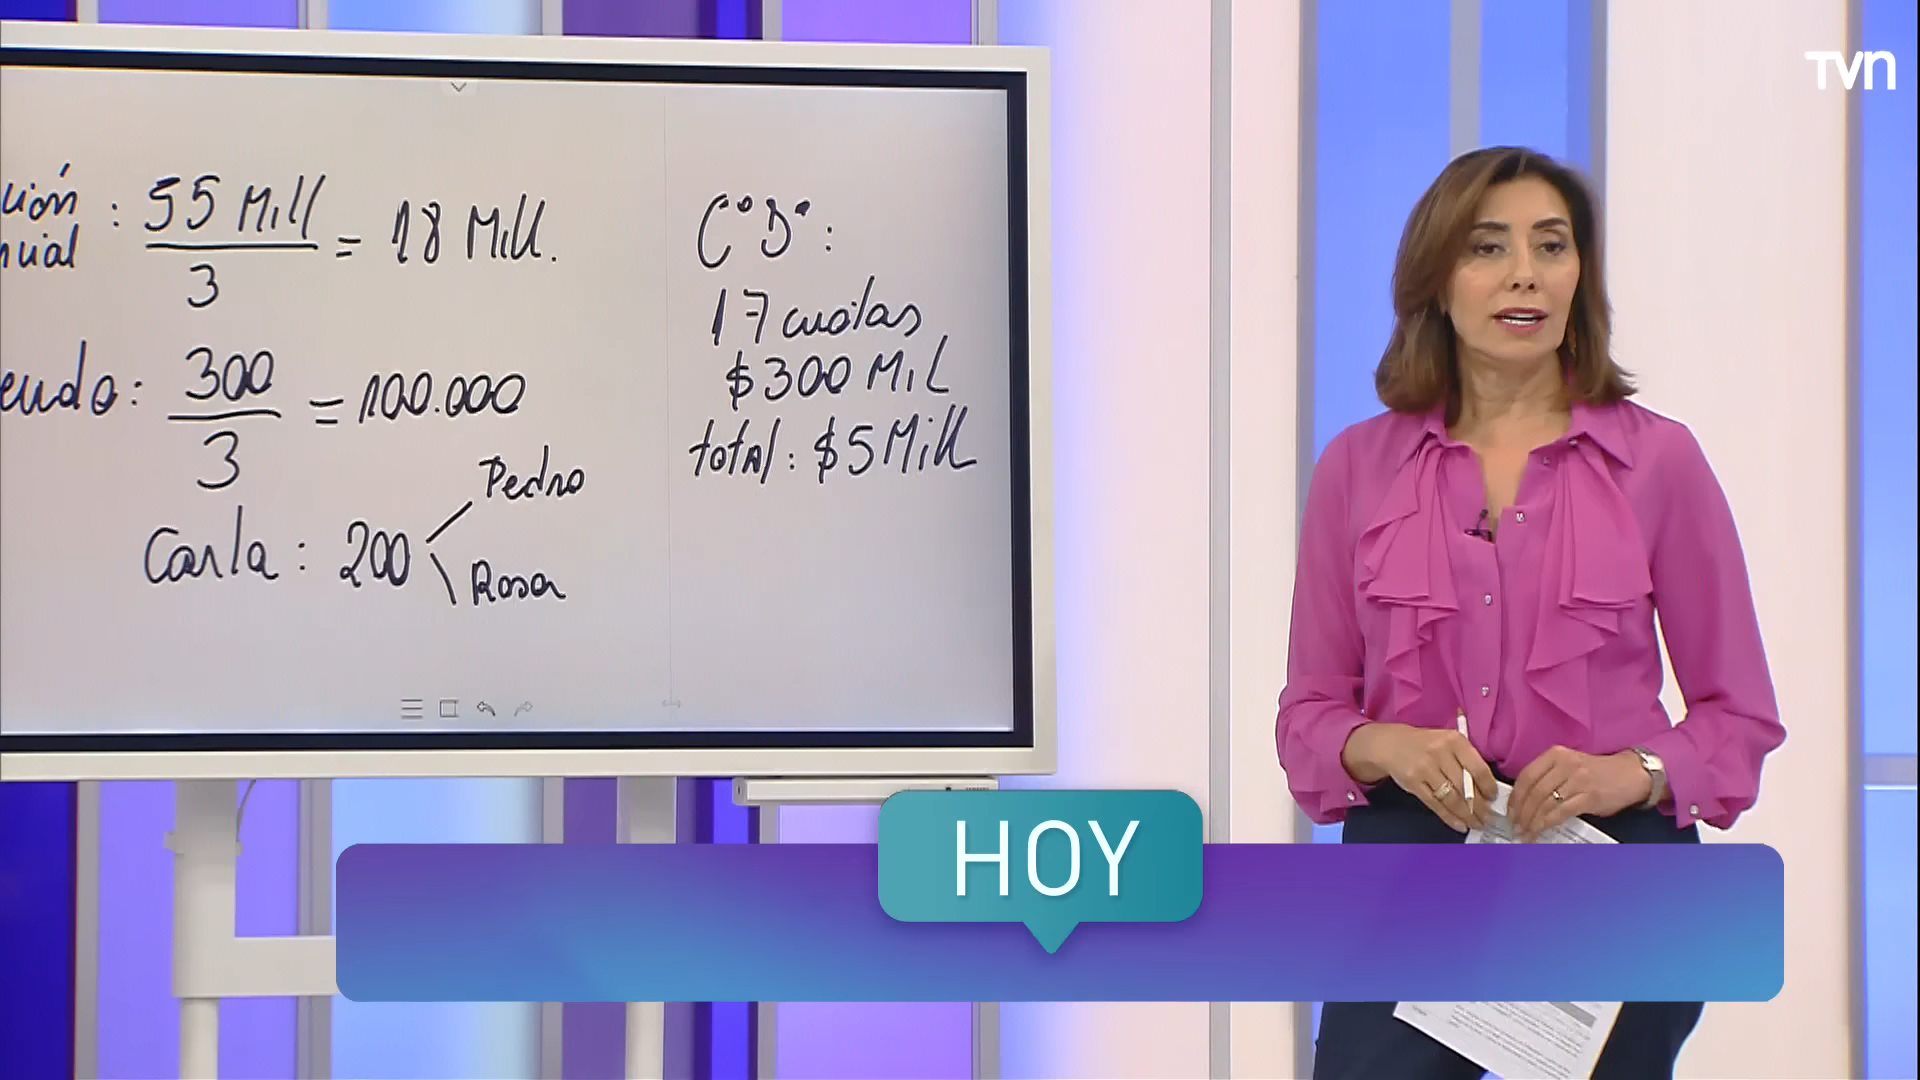 ción : 55 Mill = 18 Mill.
nual 3
endo : 300 = 100.000
3
Carla : 200 Pedro
Rosa
C° D° :
17 cuotas
$300 MiL
total : $5 Mill
TVN
HOY